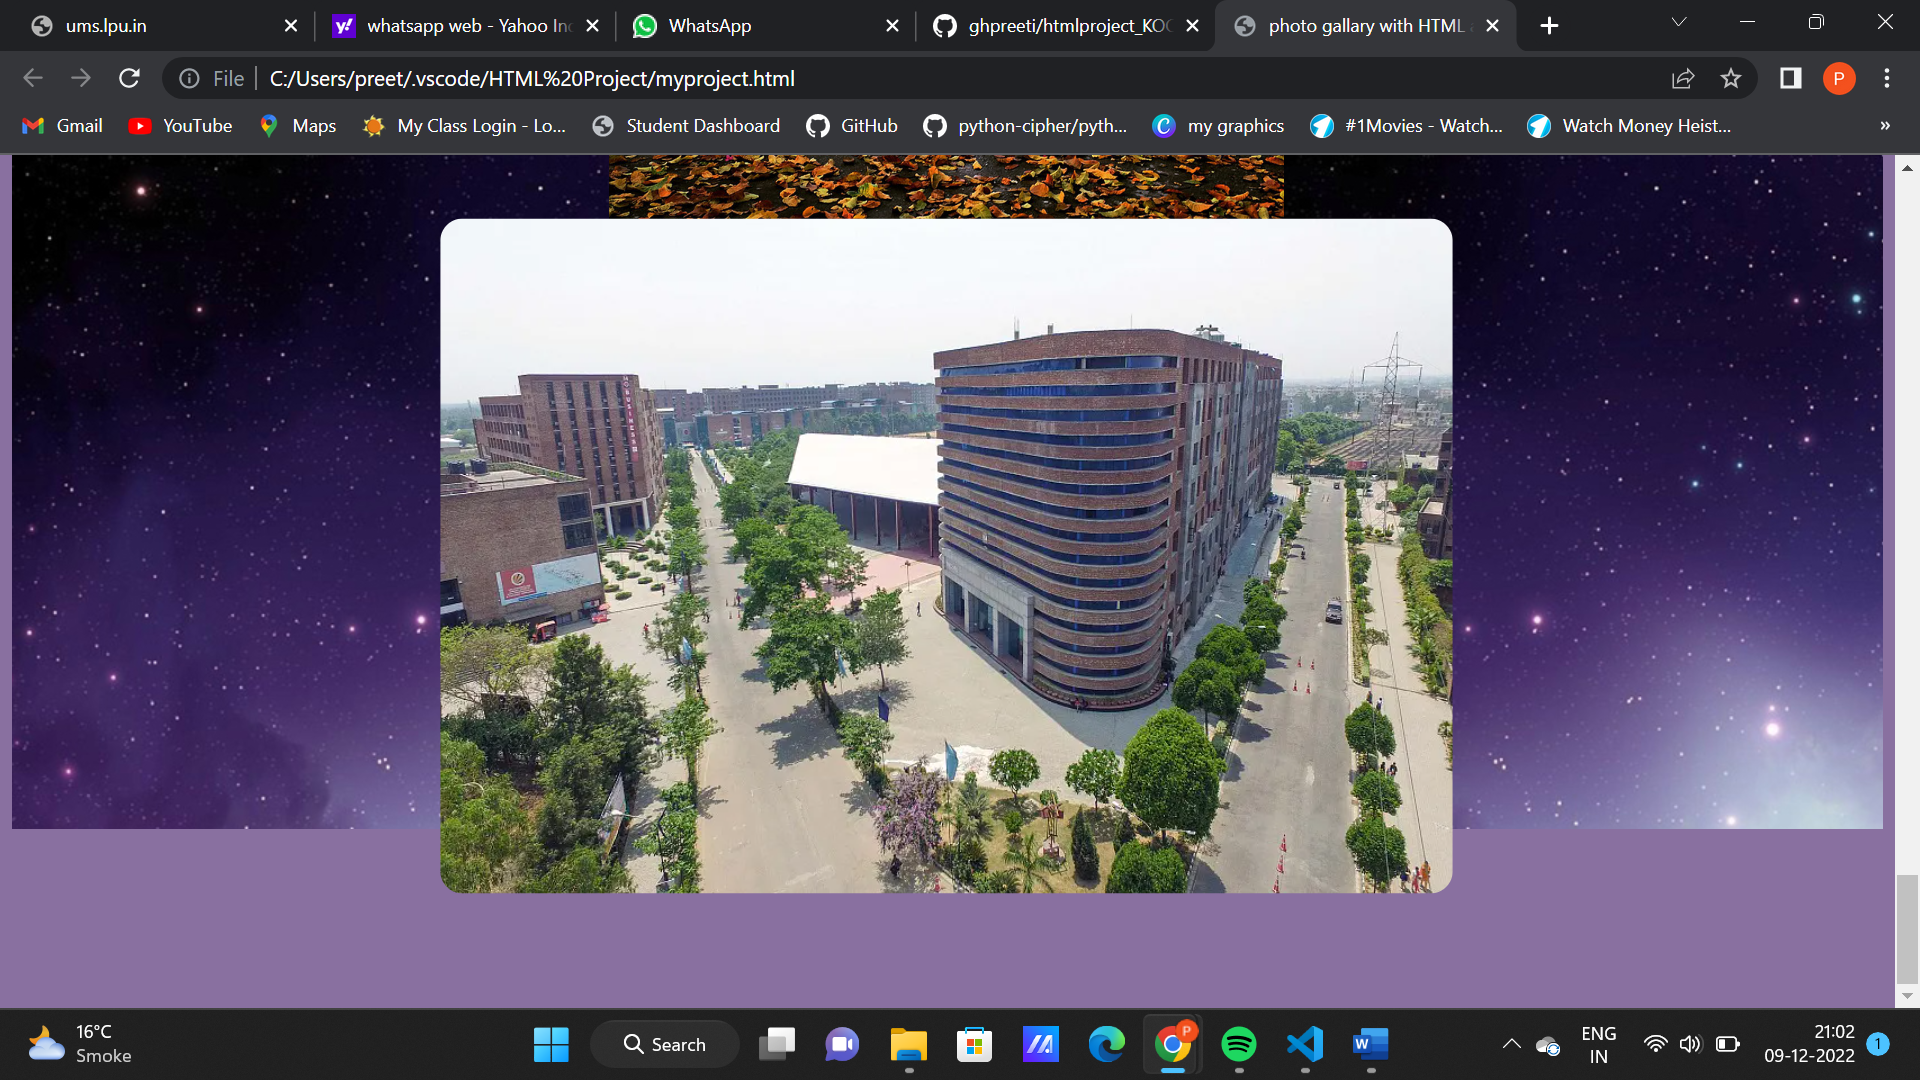 ums.lpu.in
whatsapp web - Yahoo In
WhatsApp
ghpreeti/htmlproject_KO
photo gallary with HTML
File
C:/Users/preet/.vscode/HTML%20Project/myproject.html
P
Gmail
YouTube
Maps
My Class Login - Lo...
Student Dashboard
GitHub
python-cipher/pyth...
my graphics
#1Movies - Watch...
Watch Money Heist...
»
BUSINESS
16°C
Smoke
Search
P
ENG
IN
21:02
09-12-2022
1